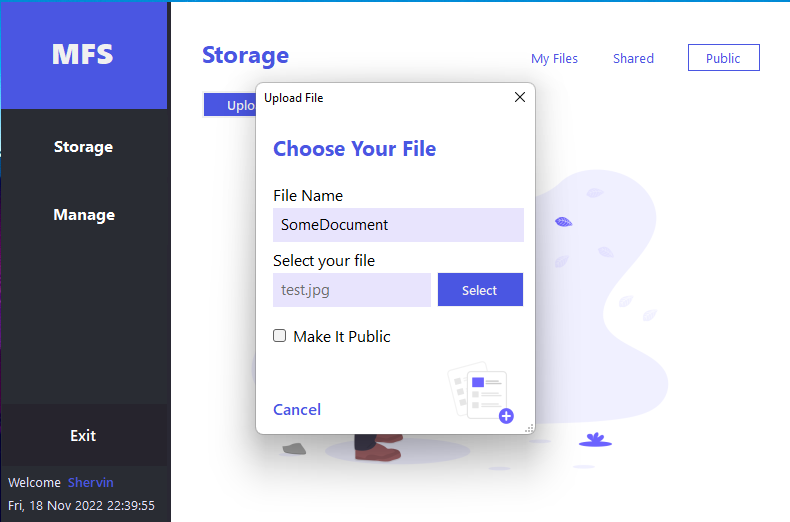 MFS
Storage
Manage
Exit
Welcome Shervin
Fri, 18 Nov 2022 22:39:55
Storage
My Files Shared Public
Upload File
Choose Your File
File Name
SomeDocument
Select your file
test.jpg Select
Make It Public
Cancel